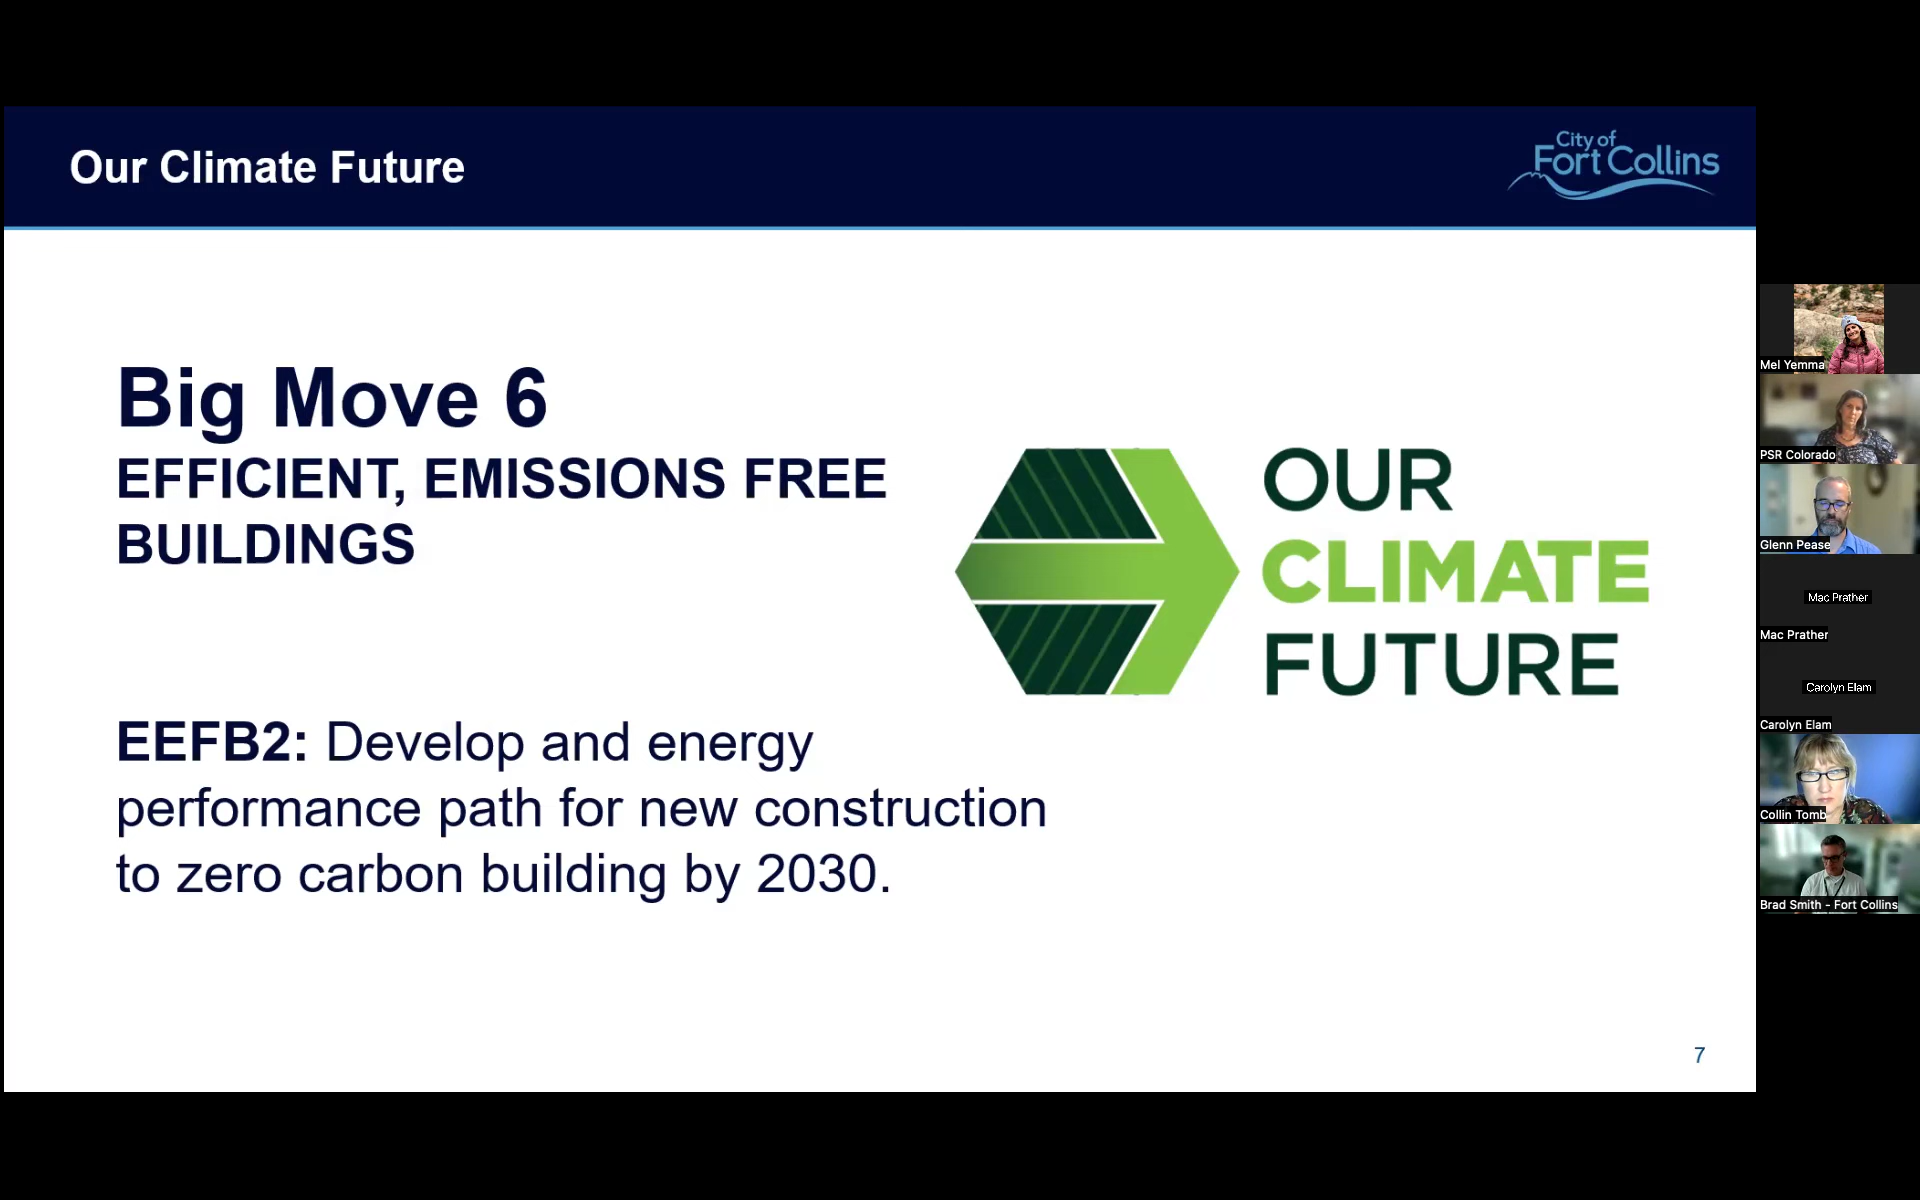 Our Climate Future
City of
Fort Collins
Big Move 6
EFFICIENT, EMISSIONS FREE
BUILDINGS
OUR
CLIMATE
FUTURE
EEFB2: Develop and energy
performance path for new construction
to zero carbon building by 2030.
7
Mel Yemma
PSR Colorado
Glenn Pease
Mac Prather
Mac Prather
Carolyn Elam
Carolyn Elam
Collin Tomb
Brad Smith - Fort Collins